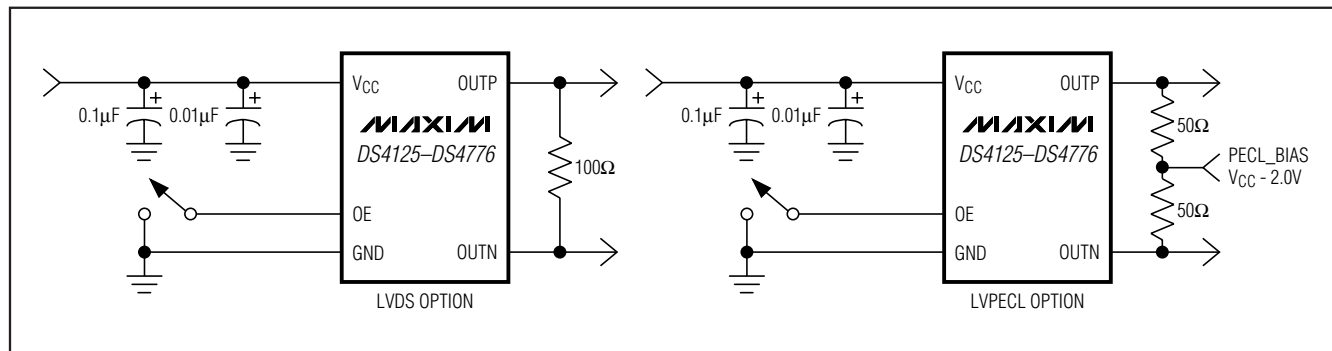 VCC
OUTP
0.1µF
0.01µF
MAXIM
DS4125–DS4776
100Ω
OE
GND
OUTN
LVDS OPTION
VCC
OUTP
0.1µF
0.01µF
MAXIM
DS4125–DS4776
50Ω
PECL_BIAS
VCC - 2.0V
50Ω
OE
GND
OUTN
LVPECL OPTION